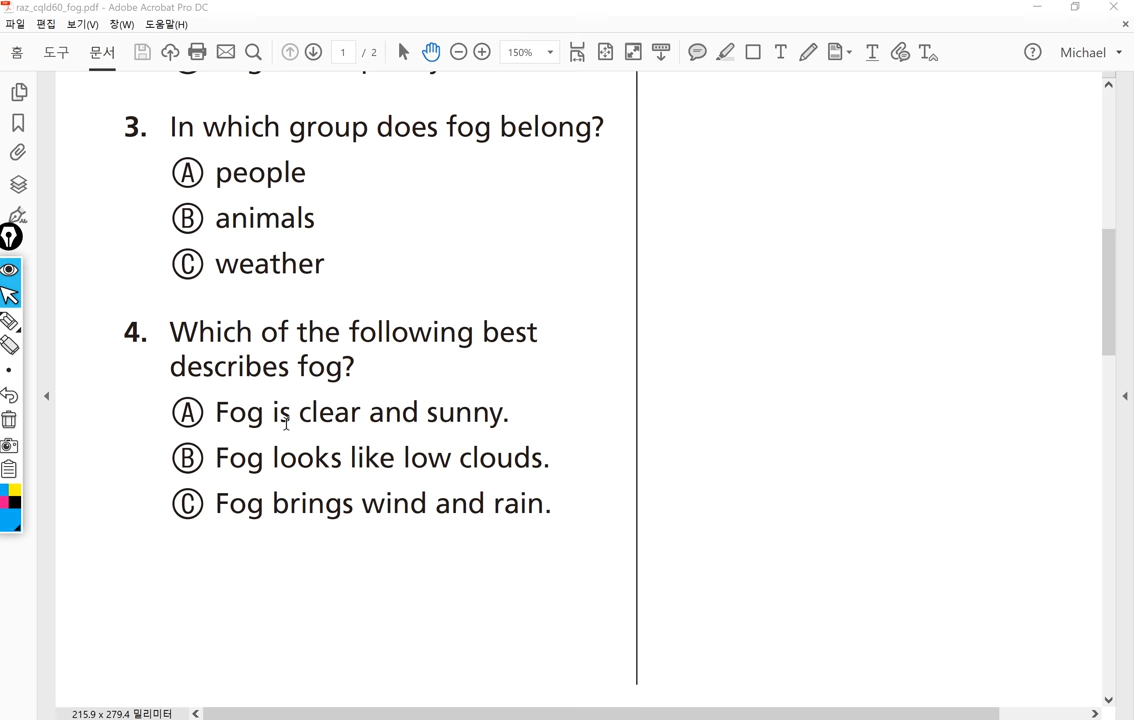 raz_cqld60_fog.pdf - Adobe Acrobat Pro DC
파일 편집 보기(V) 창(W) 도움말(H)
홈 도구 문서 1 / 2 150% Michael
3. In which group does fog belong?
Ⓐ people
Ⓑ animals
Ⓒ weather
4. Which of the following best
describes fog?
Ⓐ Fog is clear and sunny.
Ⓑ Fog looks like low clouds.
Ⓒ Fog brings wind and rain.
215.9 x 279.4 밀리미터